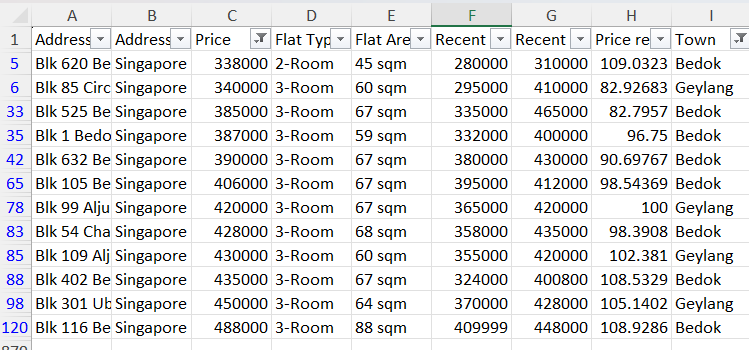 A B C D E F G H I
1 Address Address Price Flat Typ Flat Are Recent Recent Price re Town
5 Blk 620 Be Singapore 338000 2-Room 45 sqm 280000 310000 109.0323 Bedok
6 Blk 85 Circ Singapore 340000 3-Room 60 sqm 295000 410000 82.92683 Geylang
33 Blk 525 Be Singapore 385000 3-Room 67 sqm 335000 465000 82.7957 Bedok
35 Blk 1 Bedo Singapore 387000 3-Room 59 sqm 332000 400000 96.75 Bedok
42 Blk 632 Be Singapore 390000 3-Room 67 sqm 380000 430000 90.69767 Bedok
65 Blk 105 Be Singapore 406000 3-Room 67 sqm 395000 412000 98.54369 Bedok
78 Blk 99 Alju Singapore 420000 3-Room 67 sqm 365000 420000 100 Geylang
83 Blk 54 Cha Singapore 428000 3-Room 68 sqm 358000 435000 98.3908 Bedok
85 Blk 109 Alj Singapore 430000 3-Room 60 sqm 355000 420000 102.381 Geylang
88 Blk 402 Be Singapore 435000 3-Room 67 sqm 324000 400800 108.5329 Bedok
98 Blk 301 Ub Singapore 450000 3-Room 64 sqm 370000 428000 105.1402 Geylang
120 Blk 116 Be Singapore 488000 3-Room 88 sqm 409999 448000 108.9286 Bedok